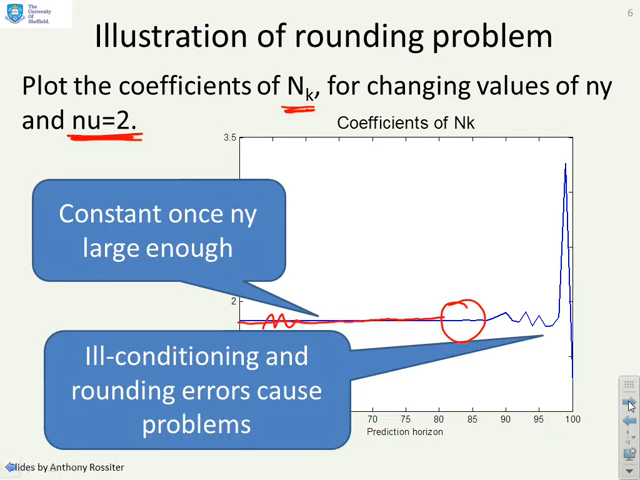 The
University
Of
Sheffield.
6
Illustration of rounding problem
Plot the coefficients of Nk, for changing values of ny
and nu=2.
Coefficients of Nk
3.5
Constant once ny
large enough
2
Ill-conditioning and
rounding errors cause
problems
70 75 80 85 90 95 100
Prediction horizon
Slides by Anthony Rossiter